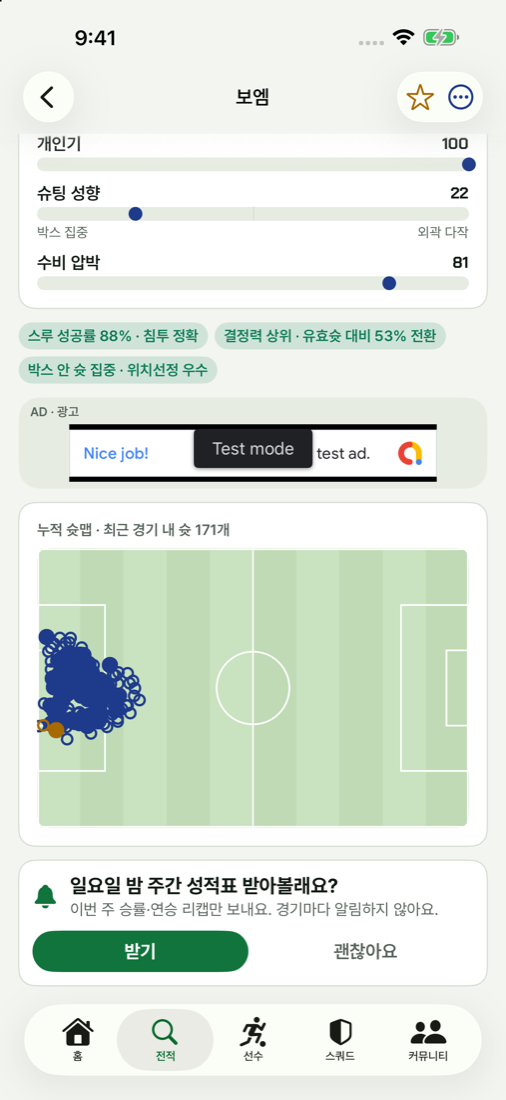 9:41
보엠
개인기 100
슈팅 성향 22
박스 집중 외곽 다작
수비 압박 81
스루 성공률 88% · 침투 정확 결정력 상위 · 유효슛 대비 53% 전환
박스 안 슛 집중 · 위치선정 우수
AD · 광고
Nice job! Test mode test ad.
누적 슛맵 · 최근 경기 내 슛 171개
일요일 밤 주간 성적표 받아볼래요?
이번 주 승률·연승 리캡만 보내요. 경기마다 알림하지 않아요.
받기 괜찮아요
홈 전적 선수 스쿼드 커뮤니티